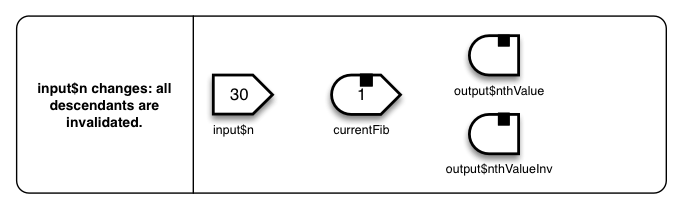 input$n changes: all
descendants are
invalidated.
30
input$n
1
currentFib
output$nthValue
output$nthValueInv